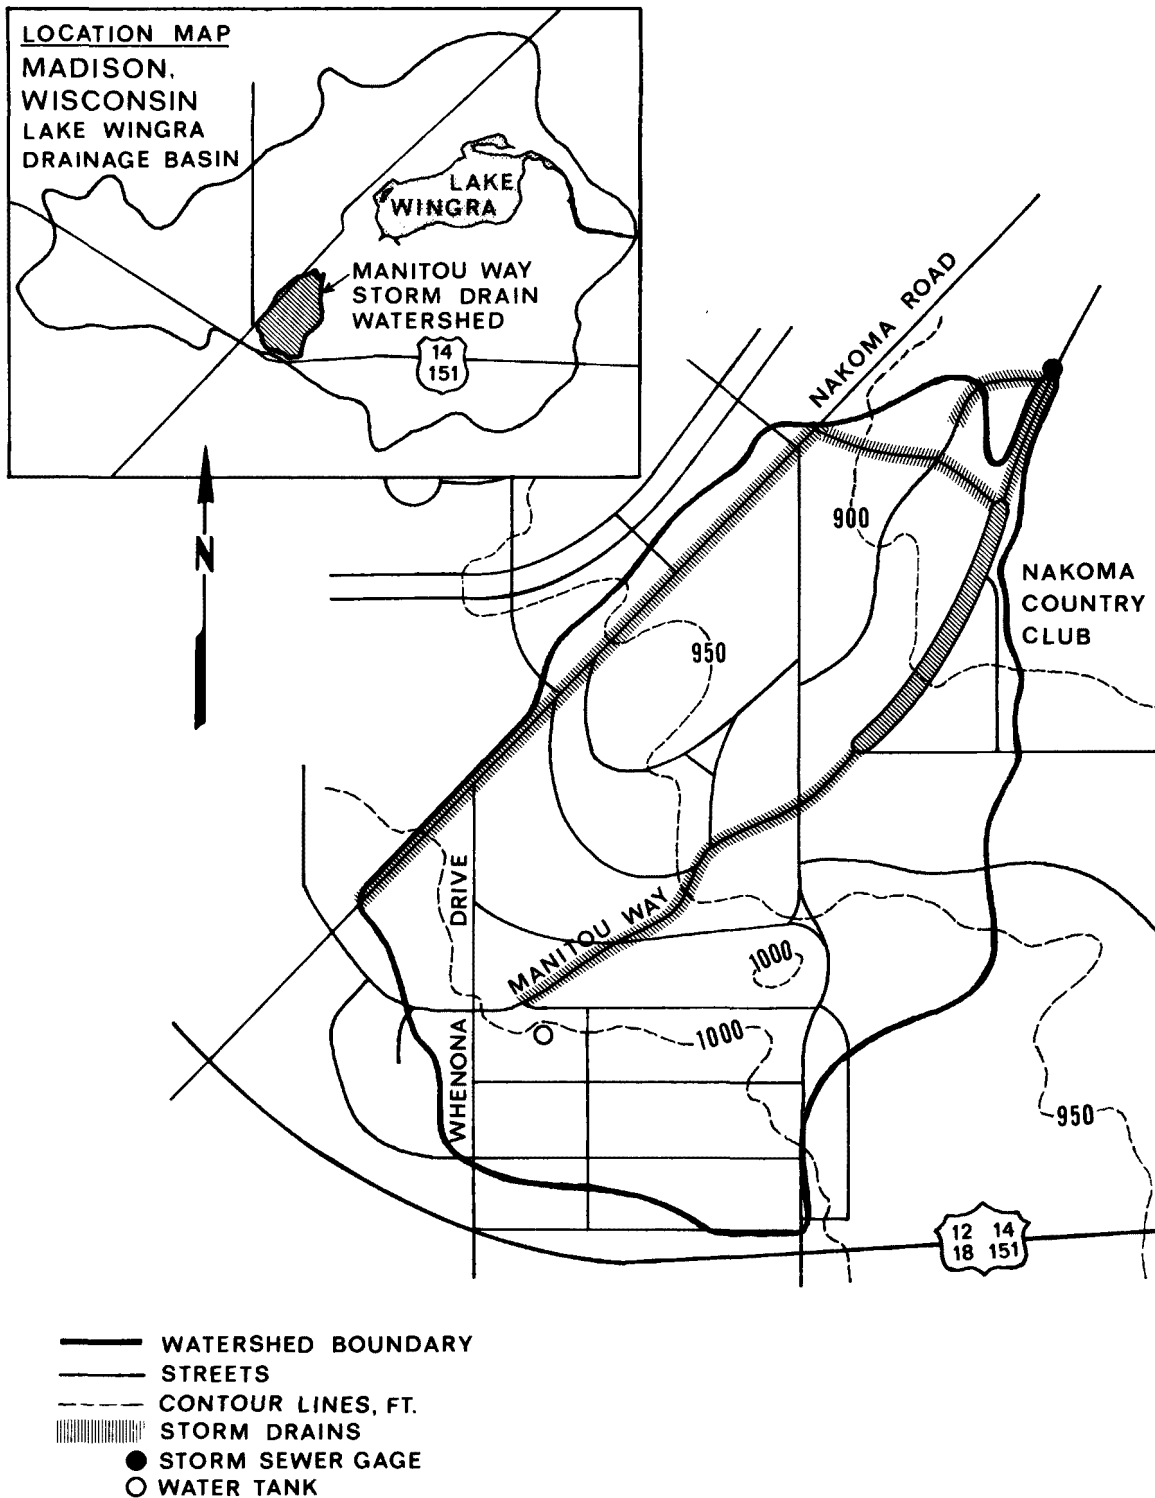 LOCATION MAP
MADISON,
WISCONSIN
LAKE WINGRA
DRAINAGE BASIN
LAKE
WINGRA
MANITOU WAY
STORM DRAIN
WATERSHED
14
151
N
NAKOMA ROAD
900
NAKOMA
COUNTRY
CLUB
950
DRIVE
MANITOU WAY
1000
1000
WHENONA
950
12 14
18 151
WATERSHED BOUNDARY
STREETS
CONTOUR LINES, FT.
STORM DRAINS
STORM SEWER GAGE
WATER TANK